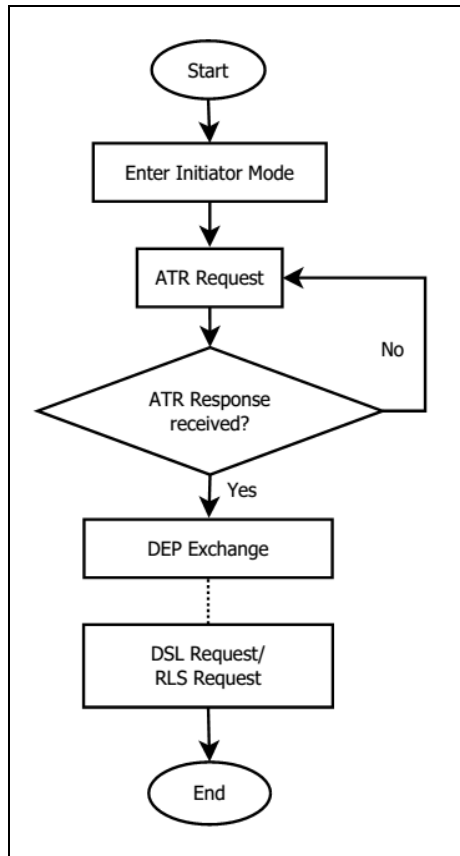 Start
Enter Initiator Mode
ATR Request
No
ATR Response
received?
Yes
DEP Exchange
DSL Request/
RLS Request
End